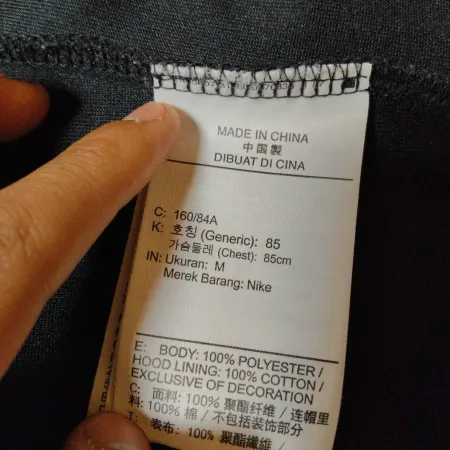 MADE IN CHINA
中国製
DIBUAT DI CINA
C: 160/84A
K: 호칭 (Generic): 85
가슴둘레 (Chest): 85cm
IN: Ukuran: M
Merek Barang: Nike
E: BODY: 100% POLYESTER /
HOOD LINING: 100% COTTON /
EXCLUSIVE OF DECORATION
C: 面料: 100% 聚酯纤维 / 连帽里
料: 100% 棉 / 不包括装饰部分
T: 表布: 100% 聚酯纖維 /